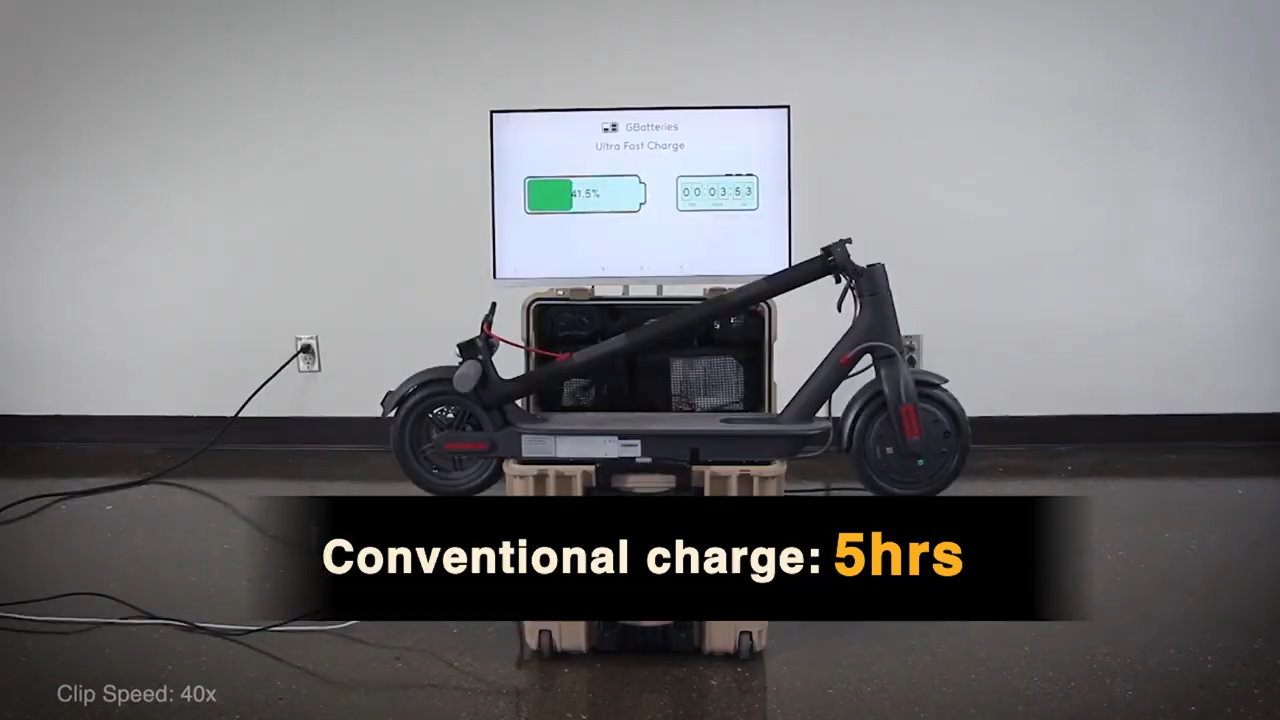 GBatteries
Ultra Fast Charge
41.5%
00:03:53
Conventional charge: 5hrs
Clip Speed: 40x